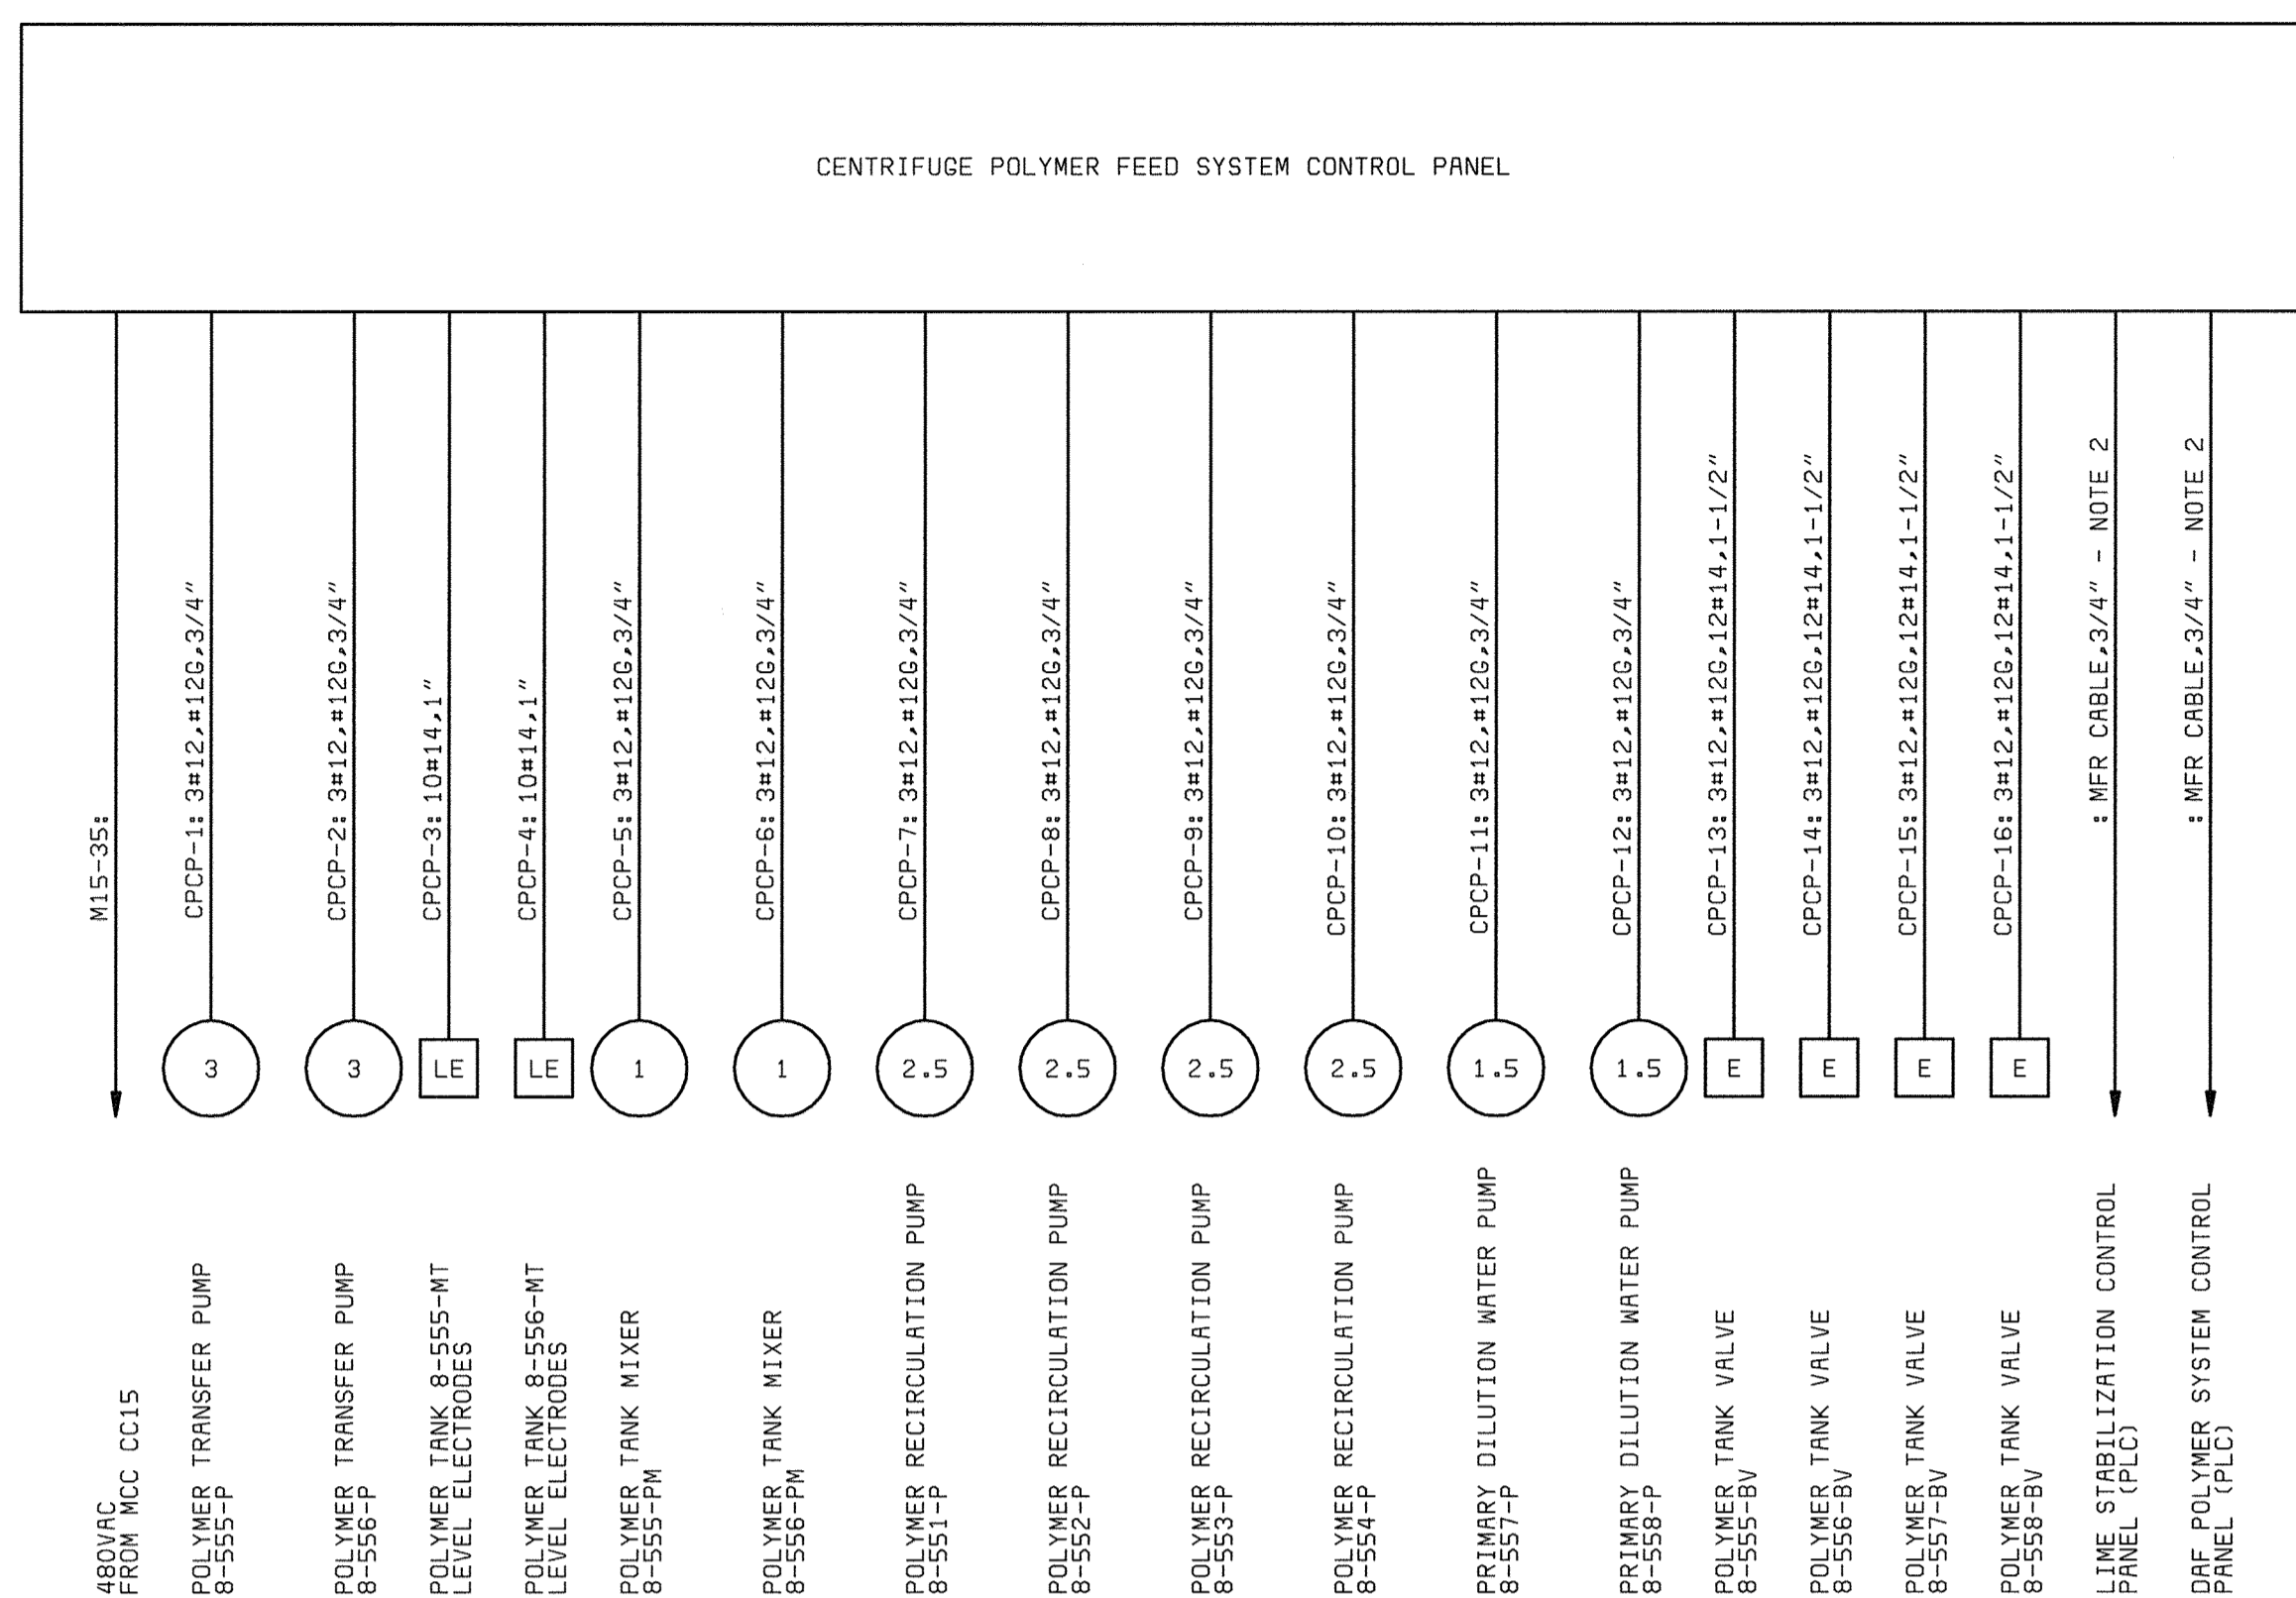 CENTRIFUGE POLYMER FEED SYSTEM CONTROL PANEL
M15-35:
CPCP-1: 3#12,#12G,3/4"
CPCP-2: 3#12,#12G,3/4"
CPCP-3: 10#14,1"
CPCP-4: 10#14,1"
CPCP-5: 3#12,#12G,3/4"
CPCP-6: 3#12,#12G,3/4"
CPCP-7: 3#12,#12G,3/4"
CPCP-8: 3#12,#12G,3/4"
CPCP-9: 3#12,#12G,3/4"
CPCP-10: 3#12,#12G,3/4"
CPCP-11: 3#12,#12G,3/4"
CPCP-12: 3#12,#12G,3/4"
CPCP-13: 3#12,#12G,12#14,1-1/2"
CPCP-14: 3#12,#12G,12#14,1-1/2"
CPCP-15: 3#12,#12G,12#14,1-1/2"
CPCP-16: 3#12,#12G,12#14,1-1/2"
: MFR CABLE,3/4" - NOTE 2
: MFR CABLE,3/4" - NOTE 2
3
3
LE
LE
1
1
2.5
2.5
2.5
2.5
1.5
1.5
E
E
E
E
480VAC
FROM MCC CC15
POLYMER TRANSFER PUMP
8-555-P
POLYMER TRANSFER PUMP
8-556-P
POLYMER TANK 8-555-MT
LEVEL ELECTRODES
POLYMER TANK 8-556-MT
LEVEL ELECTRODES
POLYMER TANK MIXER
8-555-PM
POLYMER TANK MIXER
8-556-PM
POLYMER RECIRCULATION PUMP
8-5551-P
POLYMER RECIRCULATION PUMP
8-5552-P
POLYMER RECIRCULATION PUMP
8-5553-P
POLYMER RECIRCULATION PUMP
8-5554-P
PRIMARY DILUTION WATER PUMP
8-5557-P
PRIMARY DILUTION WATER PUMP
8-5558-P
POLYMER TANK VALVE
8-555-BV
POLYMER TANK VALVE
8-556-BV
POLYMER TANK VALVE
8-557-BV
POLYMER TANK VALVE
8-558-BV
LIME STABILIZATION CONTROL
PANEL (PLC)
DAF POLYMER SYSTEM CONTROL
PANEL (PLC)